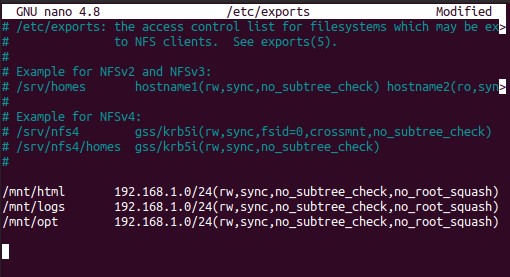 GNU nano 4.8 /etc/exports Modified
# /etc/exports: the access control list for filesystems which may be ex>
# to NFS clients. See exports(5).
#
# Example for NFSv2 and NFSv3:
# /srv/homes hostname1(rw,sync,no_subtree_check) hostname2(ro,syn>
#
# Example for NFSv4:
# /srv/nfs4 gss/krb5i(rw,sync,fsid=0,crossmnt,no_subtree_check)
# /srv/nfs4/homes gss/krb5i(rw,sync,no_subtree_check)
#
/mnt/html 192.168.1.0/24(rw,sync,no_subtree_check,no_root_squash)
/mnt/logs 192.168.1.0/24(rw,sync,no_subtree_check,no_root_squash)
/mnt/opt 192.168.1.0/24(rw,sync,no_subtree_check,no_root_squash)